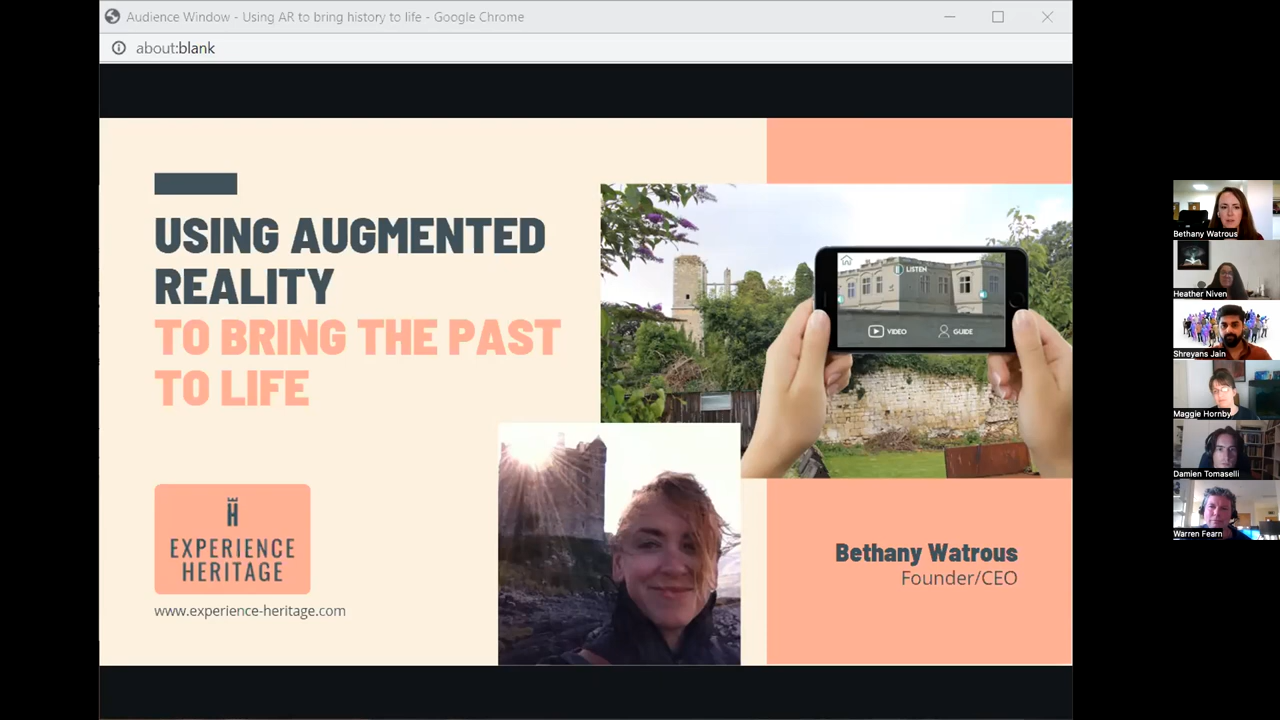 Audience Window - Using AR to bring history to life - Google Chrome
about:blank
USING AUGMENTED
REALITY
TO BRING THE PAST
TO LIFE
LISTEN
VIDEO
GUIDE
H
EXPERIENCE
HERITAGE
www.experience-heritage.com
Bethany Watrous
Founder/CEO
Bethany Watrous
Heather Niven
Shreyans Jain
Maggie Hornby
Damien Tomaselli
Warren Fearn